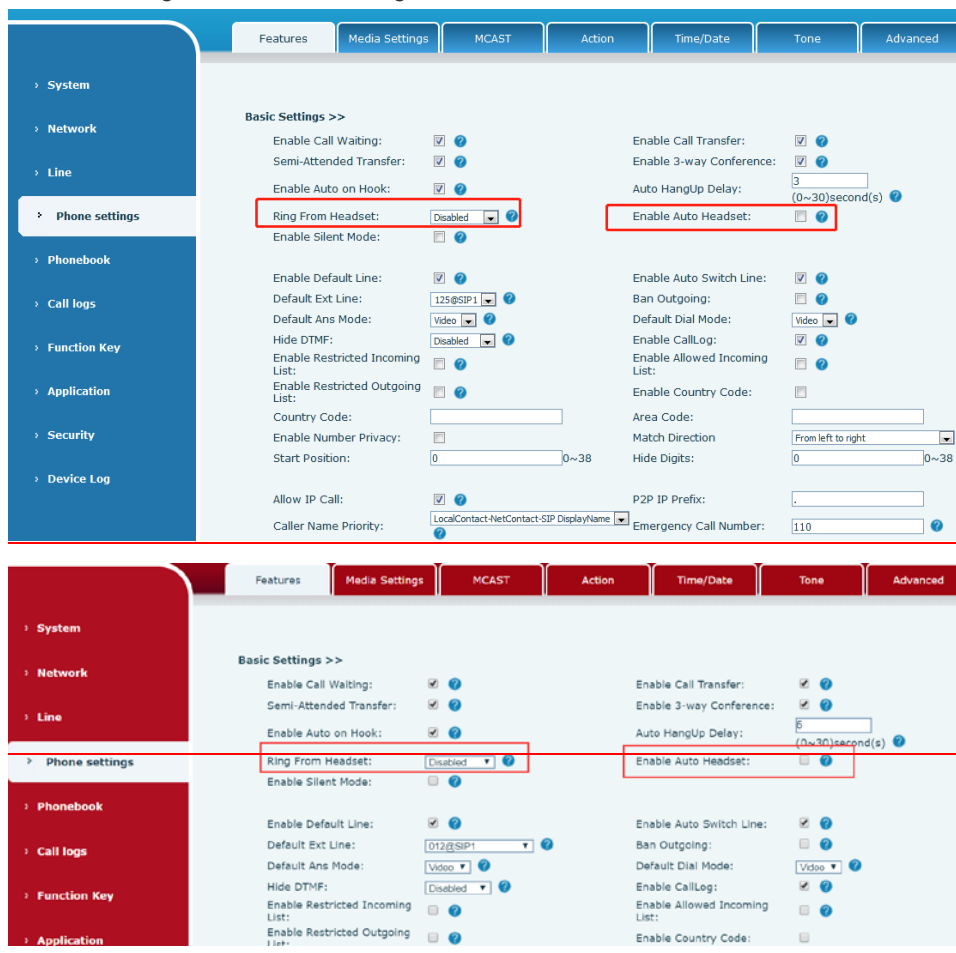 Features Media Settings MCAST Action Time/Date Tone Advanced
› System
› Network
› Line
› Phone settings
› Phonebook
› Call logs
› Function Key
› Application
› Security
› Device Log
Basic Settings >>
Enable Call Waiting: Enable Call Transfer:
Semi-Attended Transfer: Enable 3-way Conference:
Enable Auto on Hook: Auto HangUp Delay: 3
(0~30)second(s)
Ring From Headset: Disabled Enable Auto Headset:
Enable Silent Mode:
Enable Default Line: Enable Auto Switch Line:
Default Ext Line: 125@SIP1 Ban Outgoing:
Default Ans Mode: Video Default Dial Mode: Video
Hide DTMF: Disabled Enable CallLog:
Enable Restricted Incoming List: Enable Allowed Incoming List:
Enable Restricted Outgoing List: Enable Country Code:
Country Code: Area Code:
Enable Number Privacy: Match Direction From left to right
Start Position: 0 0~38 Hide Digits: 0 0~38
Allow IP Call: P2P IP Prefix: .
Caller Name Priority: LocalContact-NetContact-SIP DisplayName Emergency Call Number: 110
Features Media Settings MCAST Action Time/Date Tone Advanced
› System
› Network
› Line
› Phone settings
› Phonebook
› Call logs
› Function Key
› Application
Basic Settings >>
Enable Call Waiting: Enable Call Transfer:
Semi-Attended Transfer: Enable 3-way Conference:
Enable Auto on Hook: Auto HangUp Delay: 6
(0~30)second(s)
Ring From Headset: Disabled Enable Auto Headset:
Enable Silent Mode:
Enable Default Line: Enable Auto Switch Line:
Default Ext Line: 012@SIP1 Ban Outgoing:
Default Ans Mode: Video Default Dial Mode: Video
Hide DTMF: Disabled Enable CallLog:
Enable Restricted Incoming List: Enable Allowed Incoming List:
Enable Restricted Outgoing Enable Country Code: